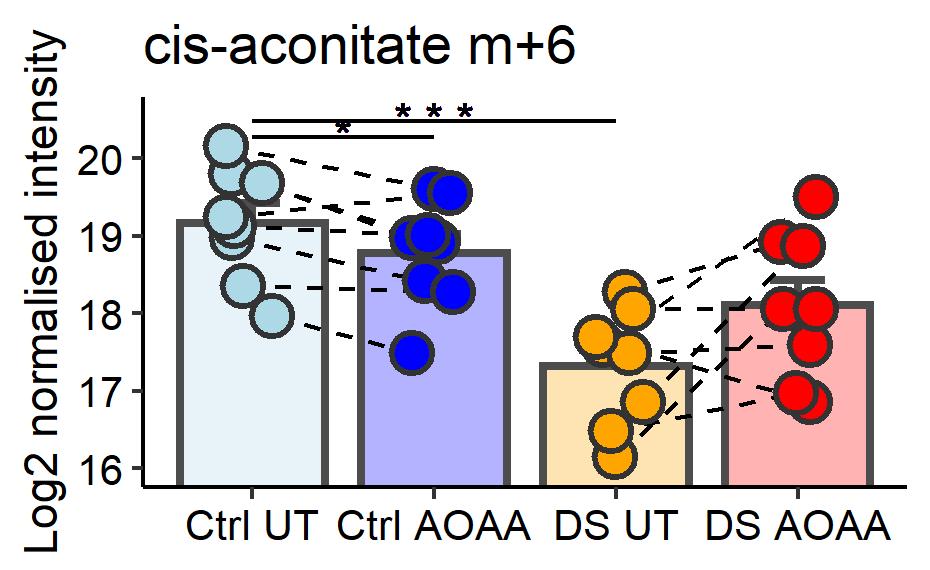 cis-aconitate m+6
Log2 normalised intensity
* * *
*
20
19
18
17
16
Ctrl UT Ctrl AOAA DS UT DS AOAA